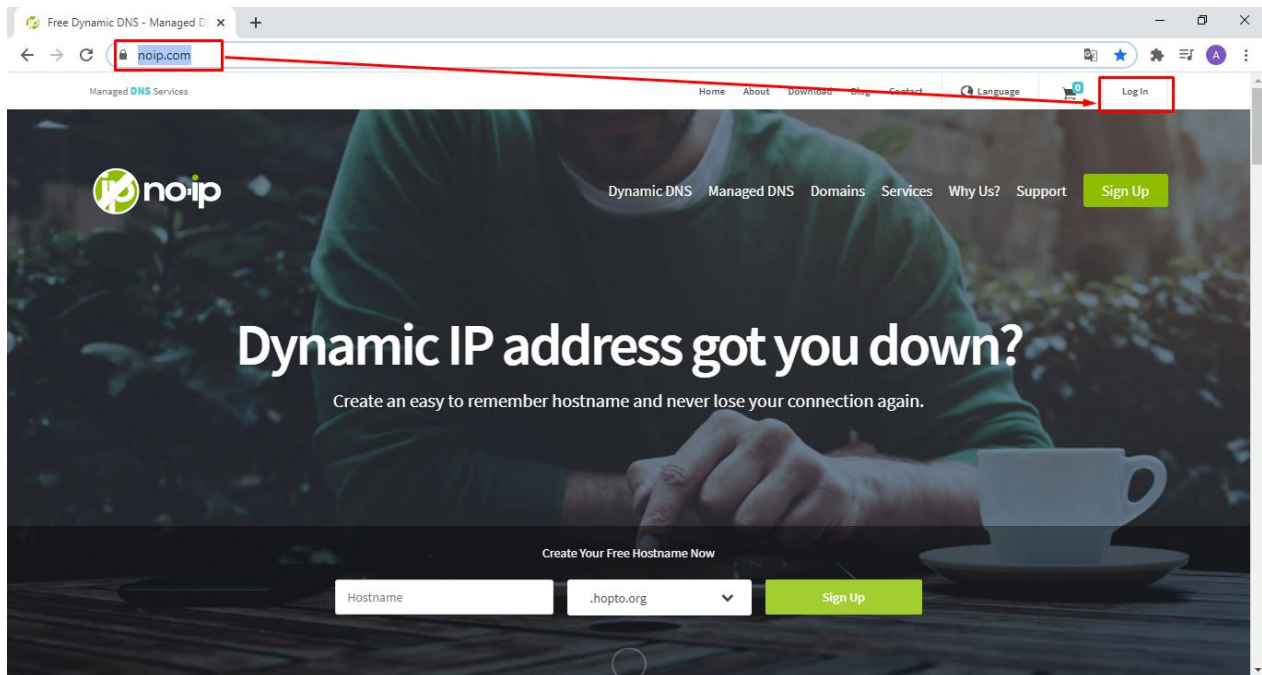 Free Dynamic DNS - Managed D
noip.com
A
Managed DNS Services Home About Download Blog Contact Language 0 Log In
no-ip Dynamic DNS Managed DNS Domains Services Why Us? Support Sign Up
Dynamic IP address got you down?
Create an easy to remember hostname and never lose your connection again.
Create Your Free Hostname Now
Hostname .hopto.org Sign Up